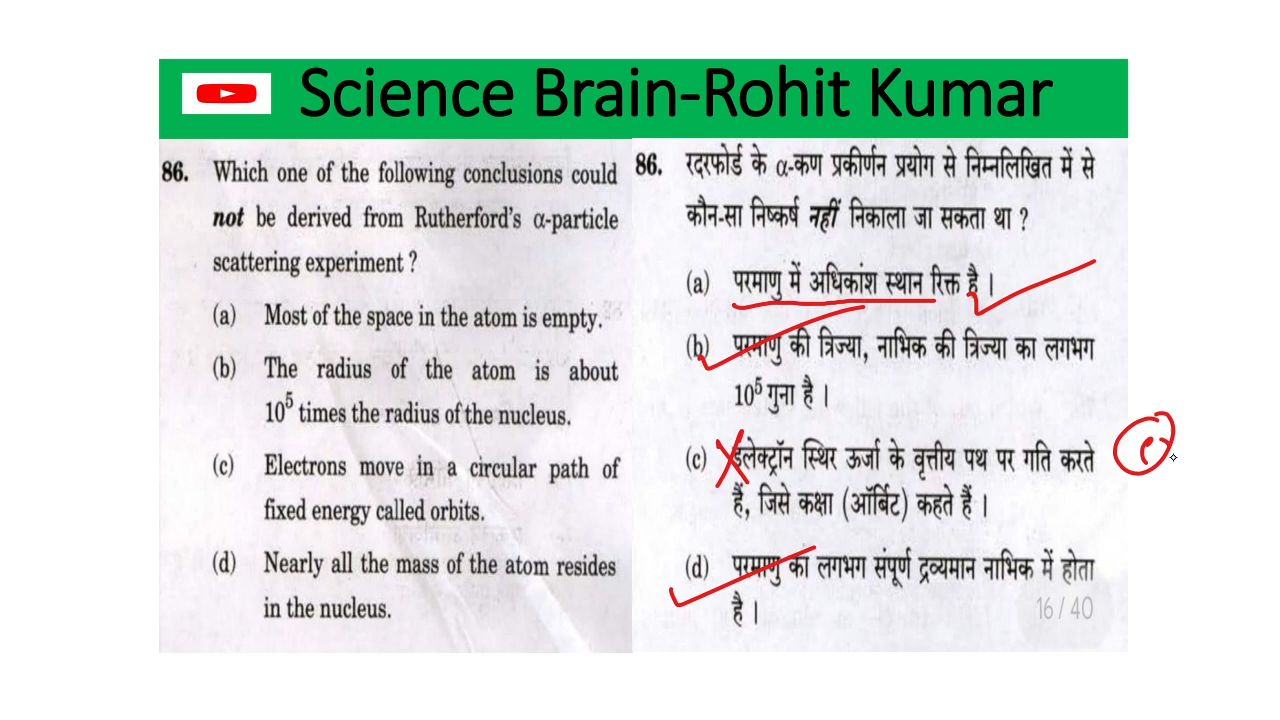 Science Brain-Rohit Kumar
86. Which one of the following conclusions could
not be derived from Rutherford's α-particle
scattering experiment ?
(a) Most of the space in the atom is empty.
(b) The radius of the atom is about
10⁵ times the radius of the nucleus.
(c) Electrons move in a circular path of
fixed energy called orbits.
(d) Nearly all the mass of the atom resides
in the nucleus.
86. रदरफोर्ड के α-कण प्रकीर्णन प्रयोग से निम्नलिखित में से
कौन-सा निष्कर्ष नहीं निकाला जा सकता था ?
(a) परमाणु में अधिकांश स्थान रिक्त है ।
(b) परमाणु की त्रिज्या, नाभिक की त्रिज्या का लगभग
10⁵ गुना है ।
(c) इलेक्ट्रॉन स्थिर ऊर्जा के वृत्तीय पथ पर गति करते
हैं, जिसे कक्षा (ऑर्बिट) कहते हैं ।
(d) परमाणु का लगभग संपूर्ण द्रव्यमान नाभिक में होता
है ।
16 / 40